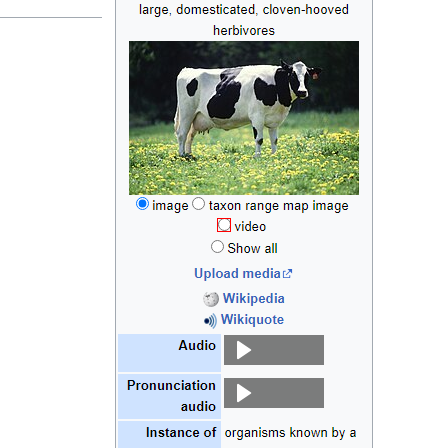 large, domesticated, cloven-hooved
herbivores
image taxon range map image
video
Show all
Upload media
Wikipedia
Wikiquote
Audio
Pronunciation
audio
Instance of organisms known by a